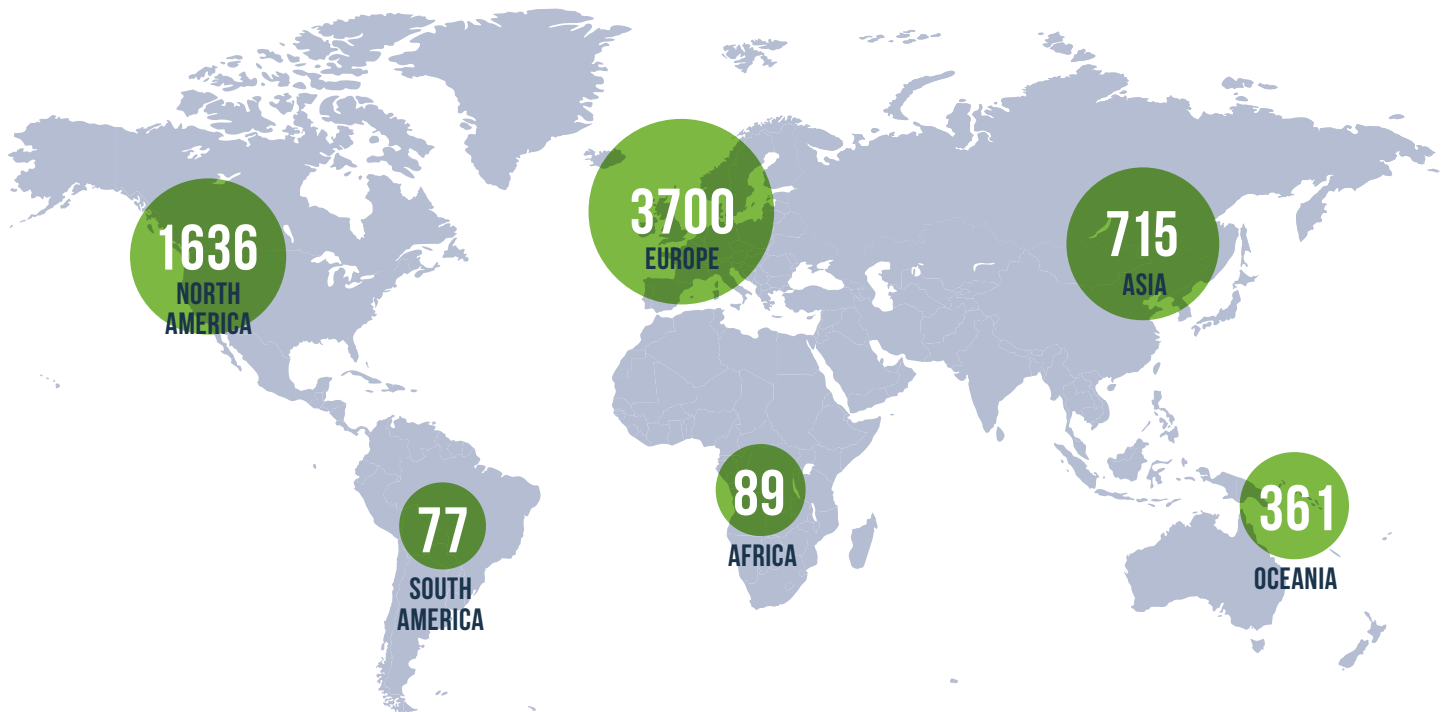 1636
NORTH
AMERICA
3700
EUROPE
715
ASIA
77
SOUTH
AMERICA
89
AFRICA
361
OCEANIA